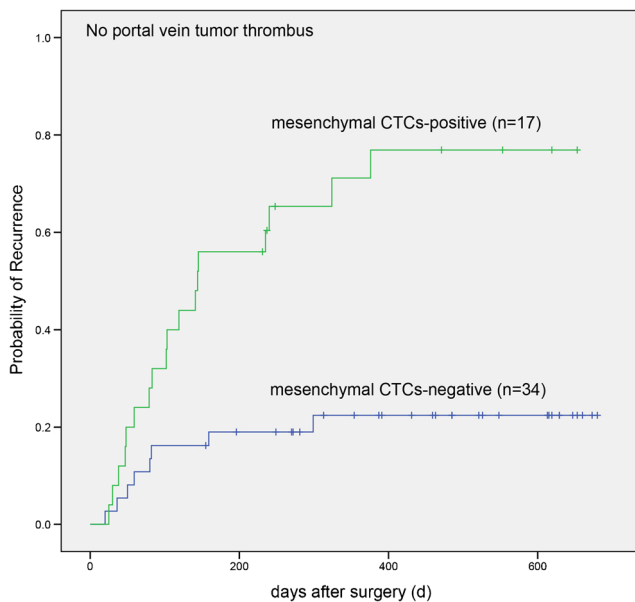 No portal vein tumor thrombus
mesenchymal CTCs-positive (n=17)
mesenchymal CTCs-negative (n=34)
Probability of Recurrence
1.0
0.8
0.6
0.4
0.2
0.0
0 200 400 600
days after surgery (d)